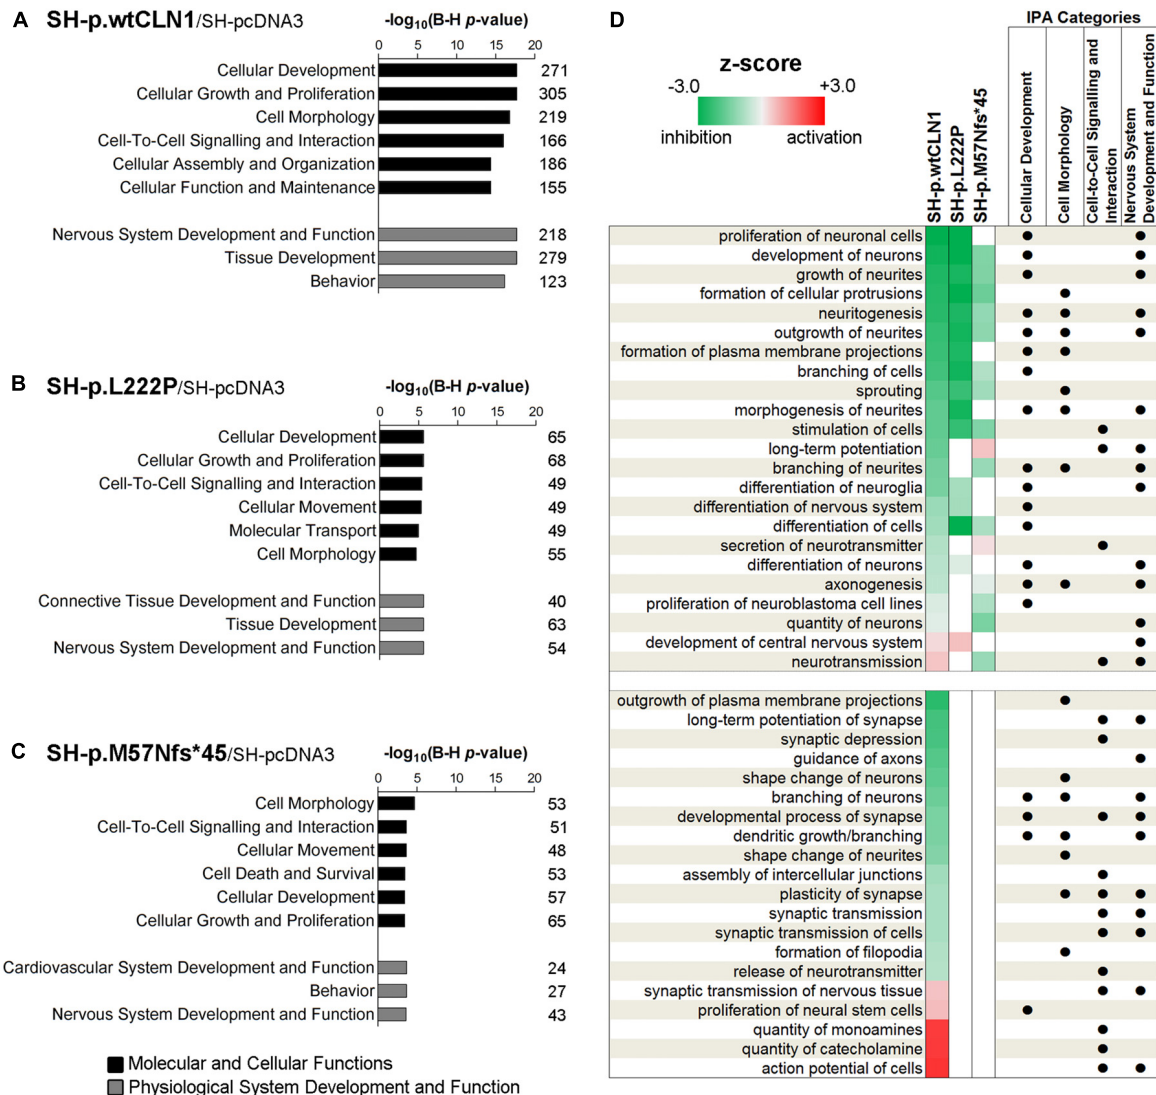 A
SH-p.wtCLN1/SH-pcDNA3
-log10(B-H p-value)
0 5 10 15 20
Cellular Development 271
Cellular Growth and Proliferation 305
Cell Morphology 219
Cell-To-Cell Signalling and Interaction 166
Cellular Assembly and Organization 186
Cellular Function and Maintenance 155
Nervous System Development and Function 218
Tissue Development 279
Behavior 123
B
SH-p.L222P/SH-pcDNA3
-log10(B-H p-value)
0 5 10 15 20
Cellular Development 65
Cellular Growth and Proliferation 68
Cell-To-Cell Signalling and Interaction 49
Cellular Movement 49
Molecular Transport 49
Cell Morphology 55
Connective Tissue Development and Function 40
Tissue Development 63
Nervous System Development and Function 54
C
SH-p.M57Nfs*45/SH-pcDNA3
-log10(B-H p-value)
0 5 10 15 20
Cell Morphology 53
Cell-To-Cell Signalling and Interaction 51
Cellular Movement 48
Cell Death and Survival 53
Cellular Development 57
Cellular Growth and Proliferation 65
Cardiovascular System Development and Function 24
Behavior 27
Nervous System Development and Function 43
Molecular and Cellular Functions
Physiological System Development and Function
D
z-score
-3.0 +3.0
inhibition activation
SH-p.wtCLN1
SH-p.L222P
SH-p.M57Nfs*45
IPA Categories
Cellular Development
Cell Morphology
Cell-to-Cell Signalling and
Interaction
Nervous System
Development and Function
proliferation of neuronal cells
development of neurons
growth of neurites
formation of cellular protrusions
neuritogenesis
outgrowth of neurites
formation of plasma membrane projections
branching of cells
sprouting
morphogenesis of neurites
stimulation of cells
long-term potentiation
branching of neurites
differentiation of neuroglia
differentiation of nervous system
differentiation of cells
secretion of neurotransmitter
differentiation of neurons
axonogenesis
proliferation of neuroblastoma cell lines
quantity of neurons
development of central nervous system
neurotransmission
outgrowth of plasma membrane projections
long-term potentiation of synapse
synaptic depression
guidance of axons
shape change of neurons
branching of neurons
developmental process of synapse
dendritic growth/branching
shape change of neurites
assembly of intercellular junctions
plasticity of synapse
synaptic transmission
synaptic transmission of cells
formation of filopodia
release of neurotransmitter
synaptic transmission of nervous tissue
proliferation of neural stem cells
quantity of monoamines
quantity of catecholamine
action potential of cells